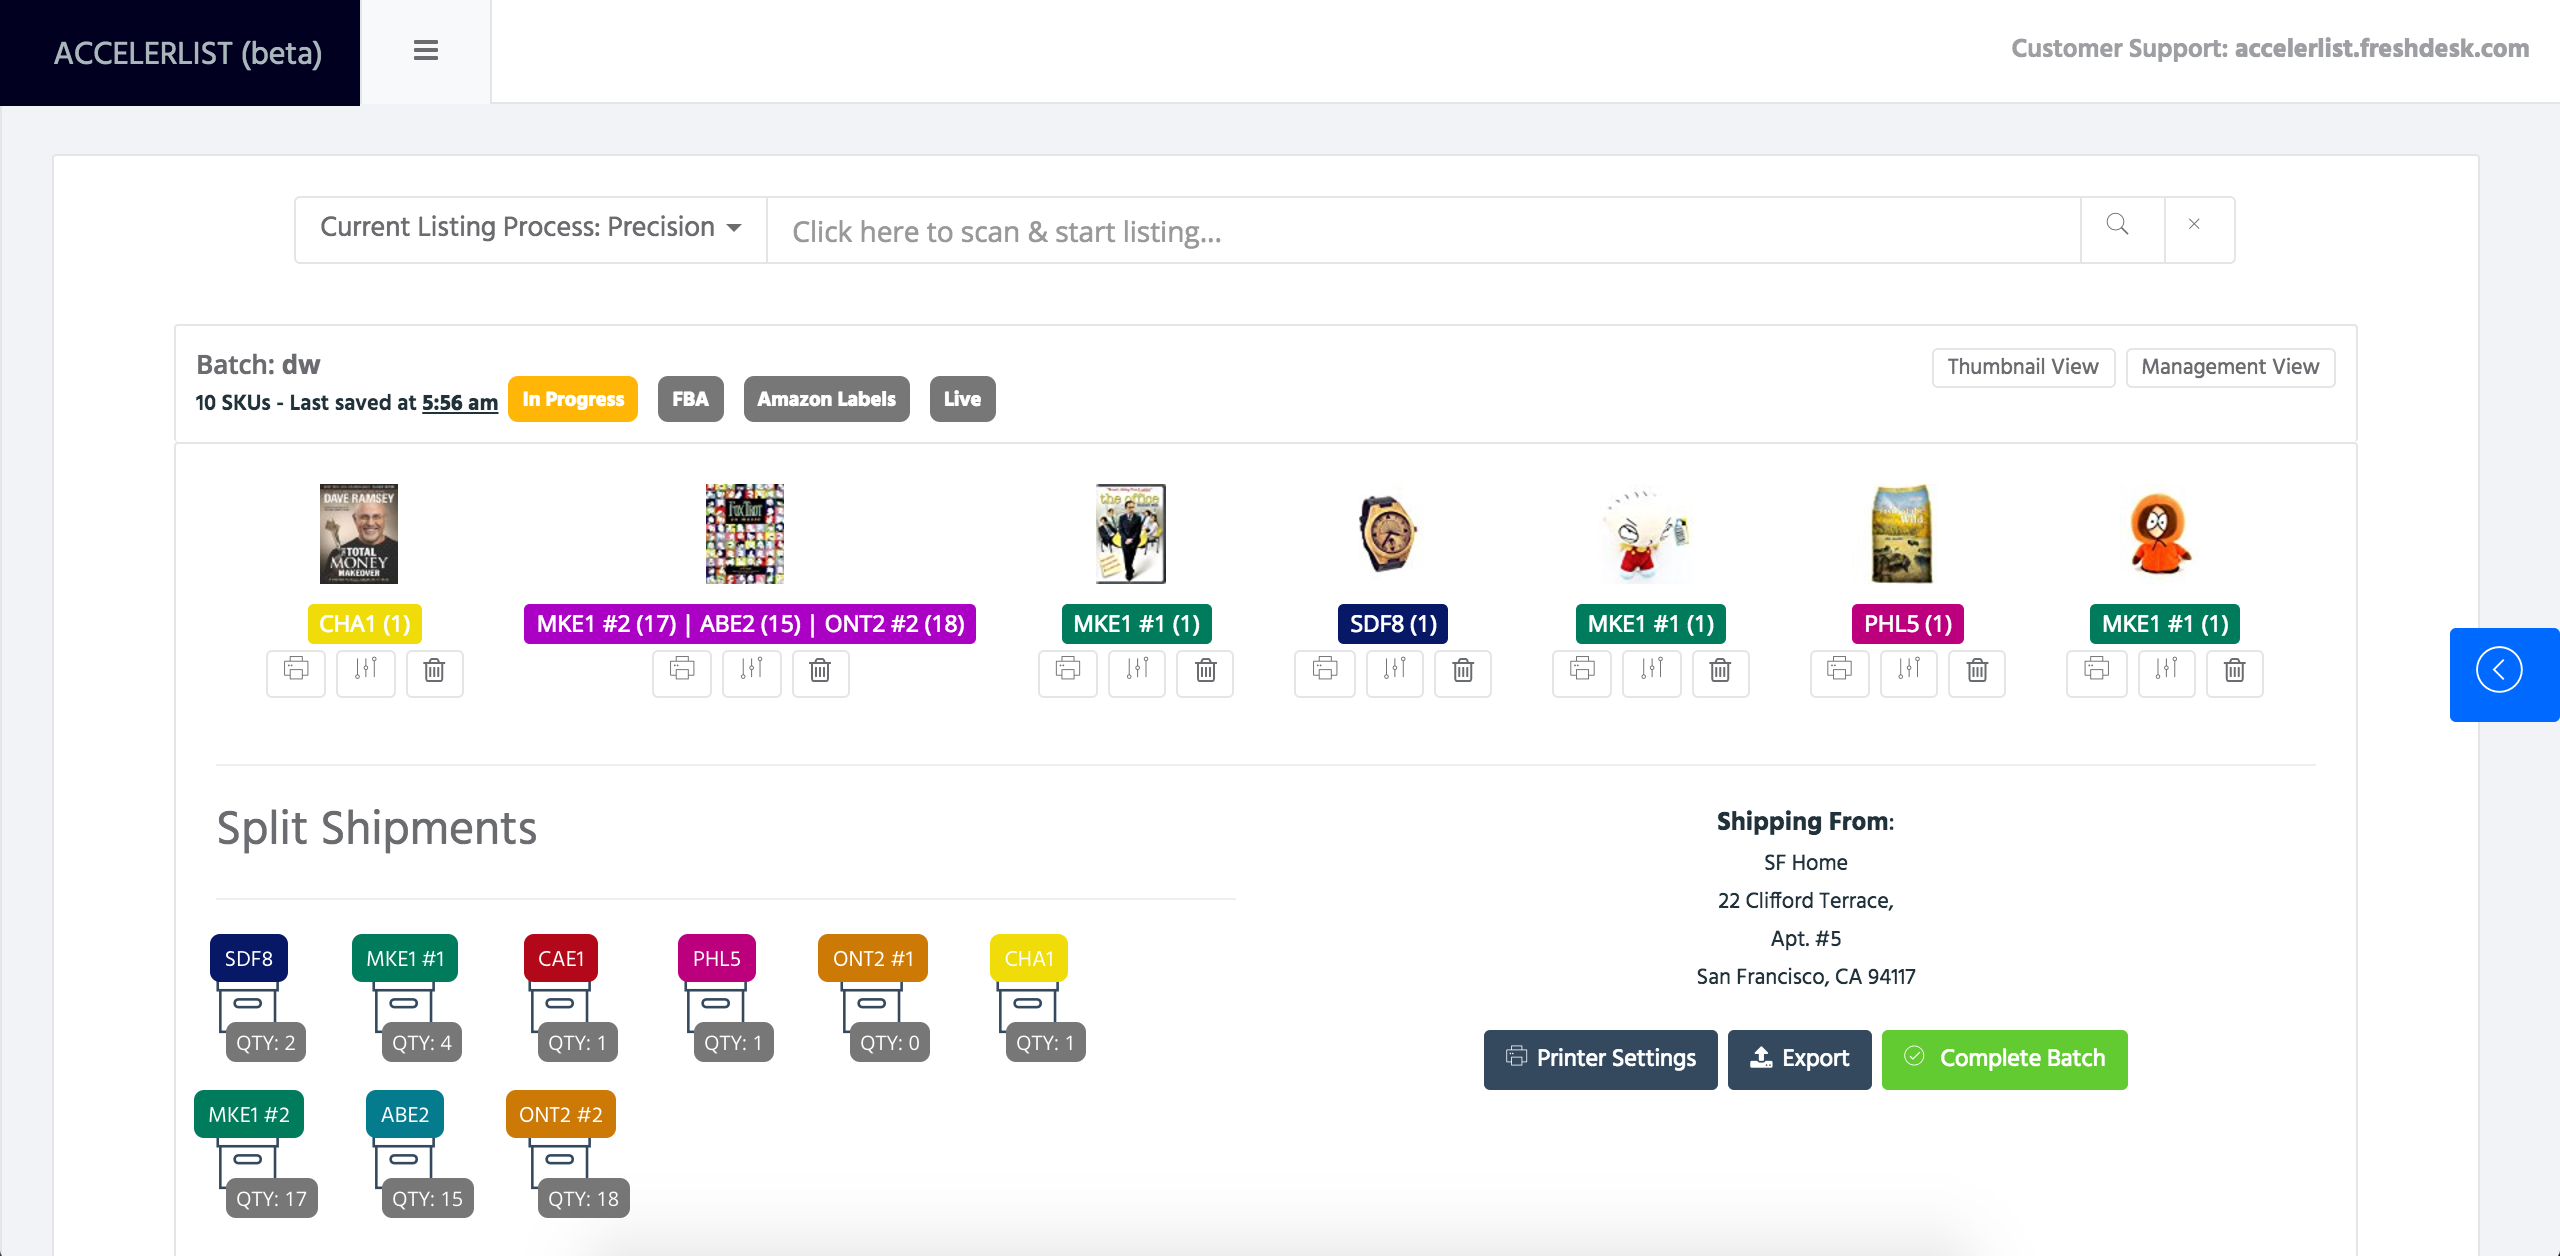 ACCELERLIST (beta)
Customer Support: accelerlist.freshdesk.com
Current Listing Process: Precision
Click here to scan & start listing...
Batch: dw
10 SKUs - Last saved at 5:56 am
In Progress
FBA
Amazon Labels
Live
Thumbnail View
Management View
DAVE RAMSEY
THE TOTAL
MONEY
MAKEOVER
FOXTROT
the office
CHA1 (1)
MKE1 #2 (17) | ABE2 (15) | ONT2 #2 (18)
MKE1 #1 (1)
SDF8 (1)
MKE1 #1 (1)
PHL5 (1)
MKE1 #1 (1)
Split Shipments
SDF8
MKE1 #1
CAE1
PHL5
ONT2 #1
CHA1
QTY: 2
QTY: 4
QTY: 1
QTY: 1
QTY: 0
QTY: 1
MKE1 #2
ABE2
ONT2 #2
QTY: 17
QTY: 15
QTY: 18
Shipping From:
SF Home
22 Clifford Terrace,
Apt. #5
San Francisco, CA 94117
Printer Settings
Export
Complete Batch